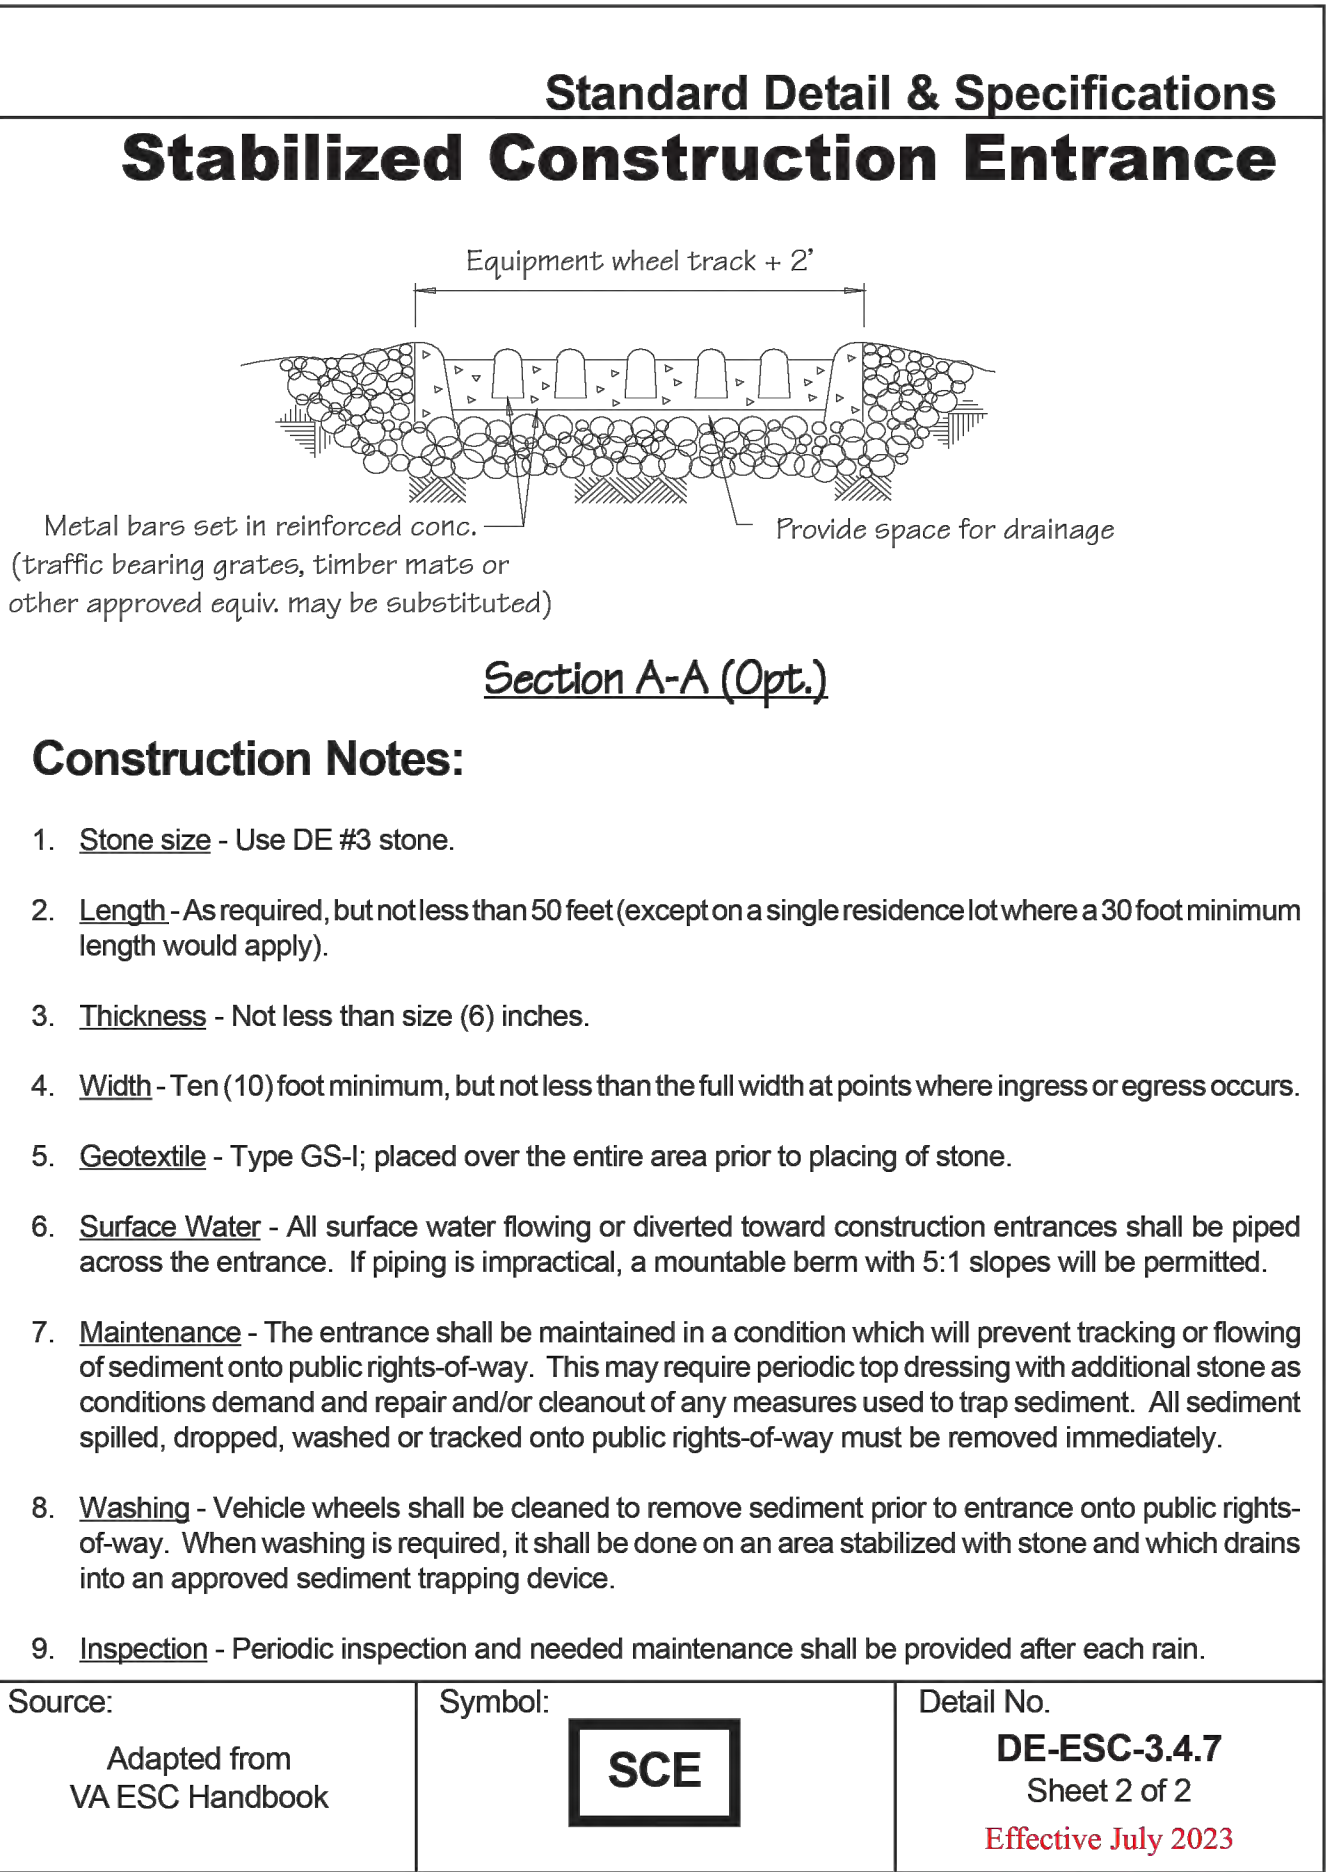 Standard Detail & Specifications
Stabilized Construction Entrance
Equipment wheel track + 2'
Metal bars set in reinforced conc.
(traffic bearing grates, timber mats or
other approved equiv. may be substituted)
Provide space for drainage
Section A-A (Opt.)
Construction Notes:
1. Stone size - Use DE #3 stone.
2. Length - As required, but not less than 50 feet (except on a single residence lot where a 30 foot minimum
length would apply).
3. Thickness - Not less than size (6) inches.
4. Width - Ten (10) foot minimum, but not less than the full width at points where ingress or egress occurs.
5. Geotextile - Type GS-I; placed over the entire area prior to placing of stone.
6. Surface Water - All surface water flowing or diverted toward construction entrances shall be piped
across the entrance. If piping is impractical, a mountable berm with 5:1 slopes will be permitted.
7. Maintenance - The entrance shall be maintained in a condition which will prevent tracking or flowing
of sediment onto public rights-of-way. This may require periodic top dressing with additional stone as
conditions demand and repair and/or cleanout of any measures used to trap sediment. All sediment
spilled, dropped, washed or tracked onto public rights-of-way must be removed immediately.
8. Washing - Vehicle wheels shall be cleaned to remove sediment prior to entrance onto public rights-
of-way. When washing is required, it shall be done on an area stabilized with stone and which drains
into an approved sediment trapping device.
9. Inspection - Periodic inspection and needed maintenance shall be provided after each rain.
Source:
Adapted from
VA ESC Handbook
Symbol:
SCE
Detail No.
DE-ESC-3.4.7
Sheet 2 of 2
Effective July 2023